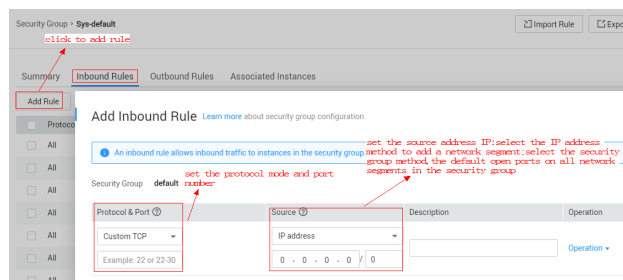 Security Group › Sys-default
Import Rule
click to add rule
Summary Inbound Rules Outbound Rules Associated Instances
Add Rule
Add Inbound Rule Learn more about security group configuration.
All
An inbound rule allows inbound traffic to instances in the security group
set the source address IP:select the IP address
method to add a network segment;select the security
group method,the default open ports on all network
segments in the security group
All
set the protocol mode and port
number
Security Group default
All
Protocol & Port Source Description Operation
All
Custom TCP IP address
All
Operation
Example: 22 or 22-30 0 - 0 - 0 - 0 / 0
All